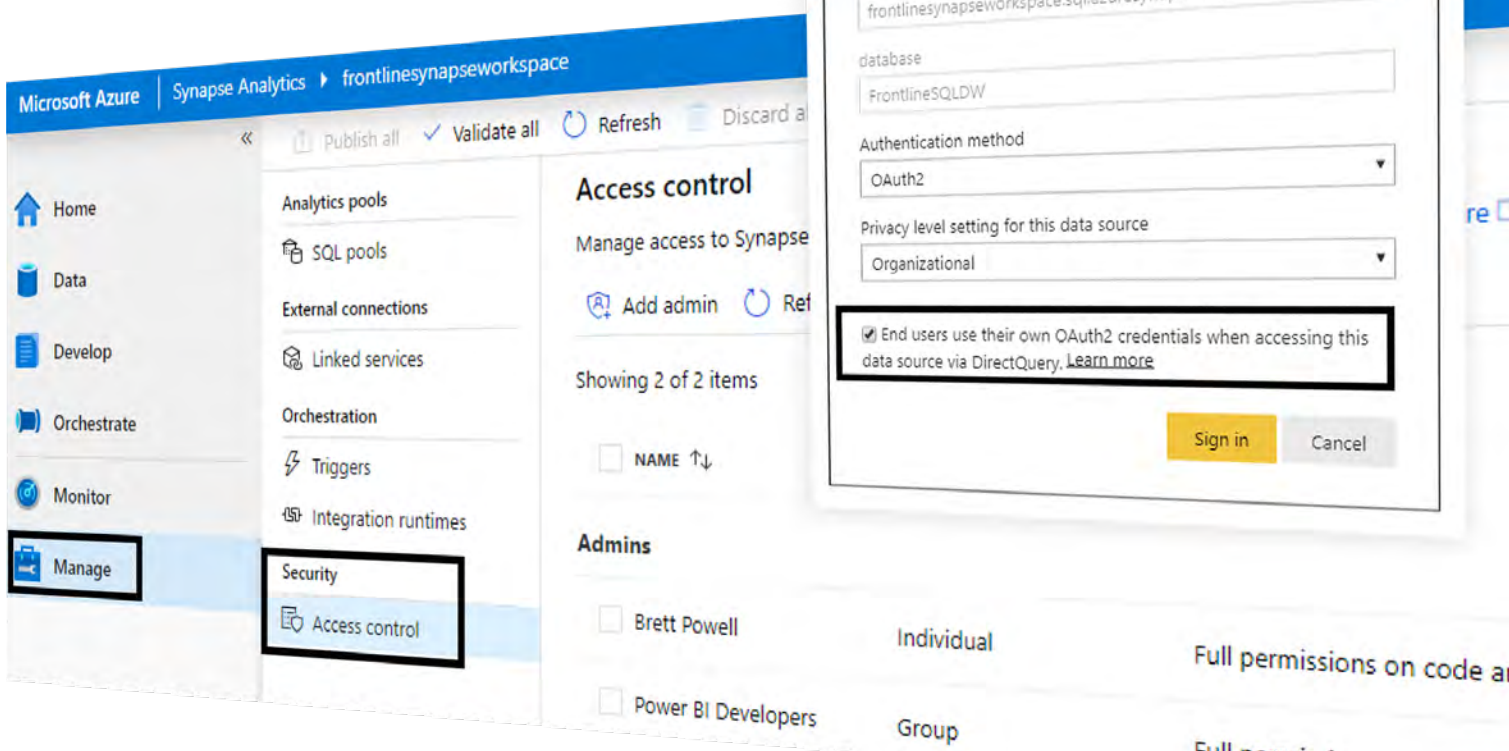 Microsoft Azure
Synapse Analytics
frontlinesynapseworkspace
«
Home
Data
Develop
Orchestrate
Monitor
Manage
Publish all
Validate all
Refresh
Discard
Analytics pools
SQL pools
External connections
Linked services
Orchestration
Triggers
Integration runtimes
Security
Access control
Access control
Manage access to Synapse
Add admin
Ref
Showing 2 of 2 items
NAME ↑↓
Admins
Brett Powell Individual Full permissions on code
Power BI Developers Group
database
FrontlineSQLDW
Authentication method
OAuth2
Privacy level setting for this data source
Organizational
End users use their own OAuth2 credentials when accessing this
data source via DirectQuery. Learn more
Sign in Cancel
re